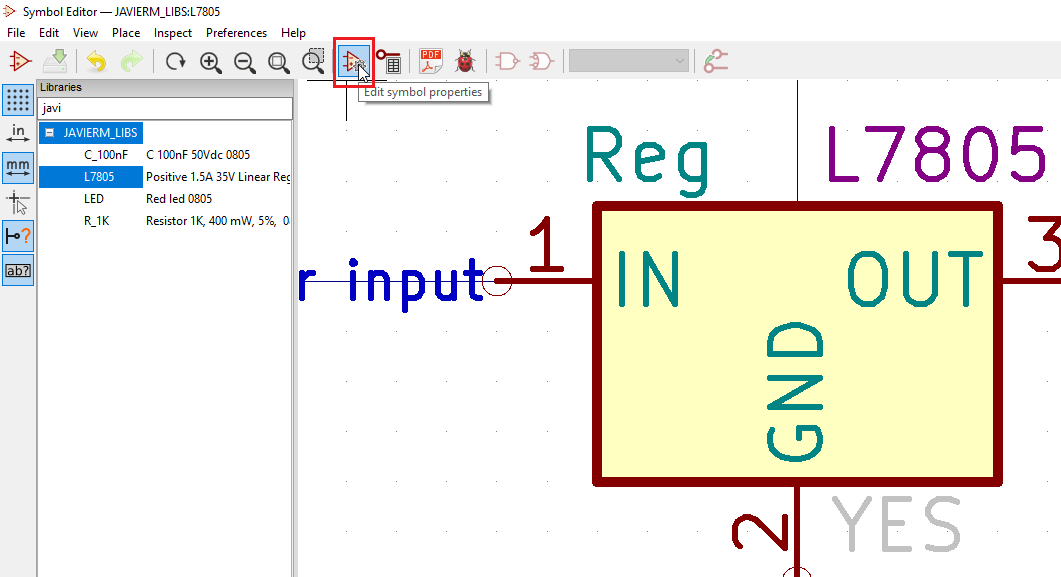 Symbol Editor — JAVIERM_LIBS:L7805
File Edit View Place Inspect Preferences Help
PDF
Edit symbol properties
Libraries
javi
JAVIERM_LIBS
C_100nF C 100nF 50Vdc 0805
L7805 Positive 1.5A 35V Linear Reg
LED Red led 0805
R_1K Resistor 1K, 400 mW, 5%, 0
in
mm
?
ab?
Reg L7805
r input 1 IN OUT 3
GND
2 YES